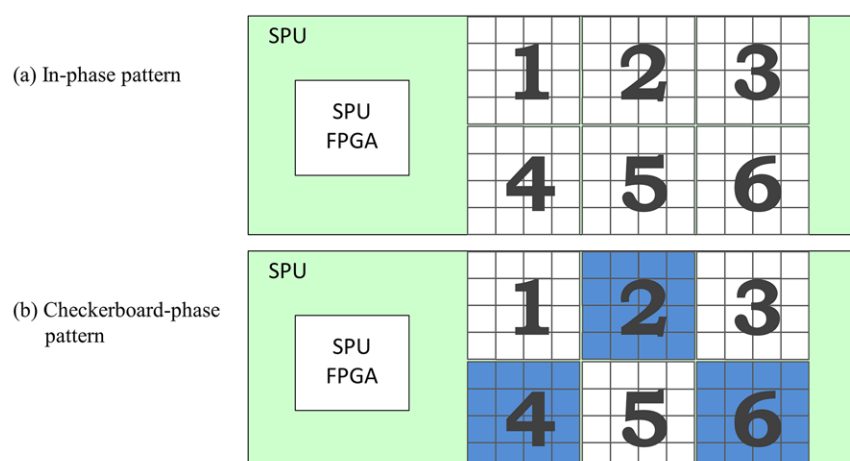 (a) In-phase pattern
SPU
SPU
FPGA
1 2 3
4 5 6
(b) Checkerboard-phase
pattern
SPU
SPU
FPGA
1 2 3
4 5 6